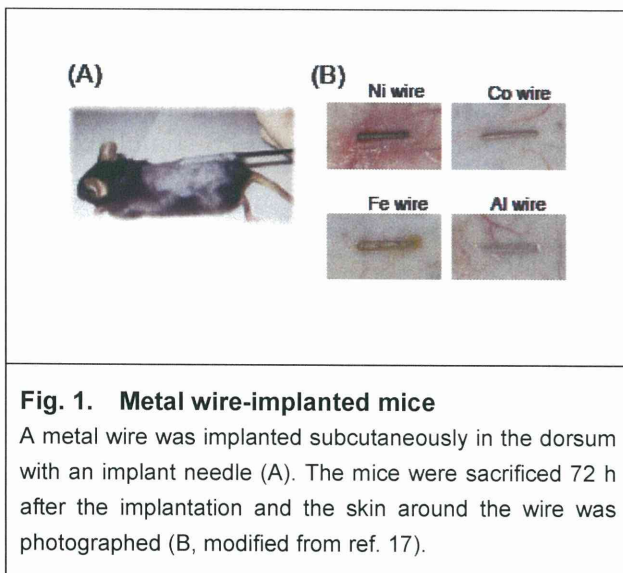 (A) (B)
Ni wire Co wire
Fe wire Al wire
Fig. 1. Metal wire-implanted mice
A metal wire was implanted subcutaneously in the dorsum
with an implant needle (A). The mice were sacrificed 72 h
after the implantation and the skin around the wire was
photographed (B, modified from ref. 17).